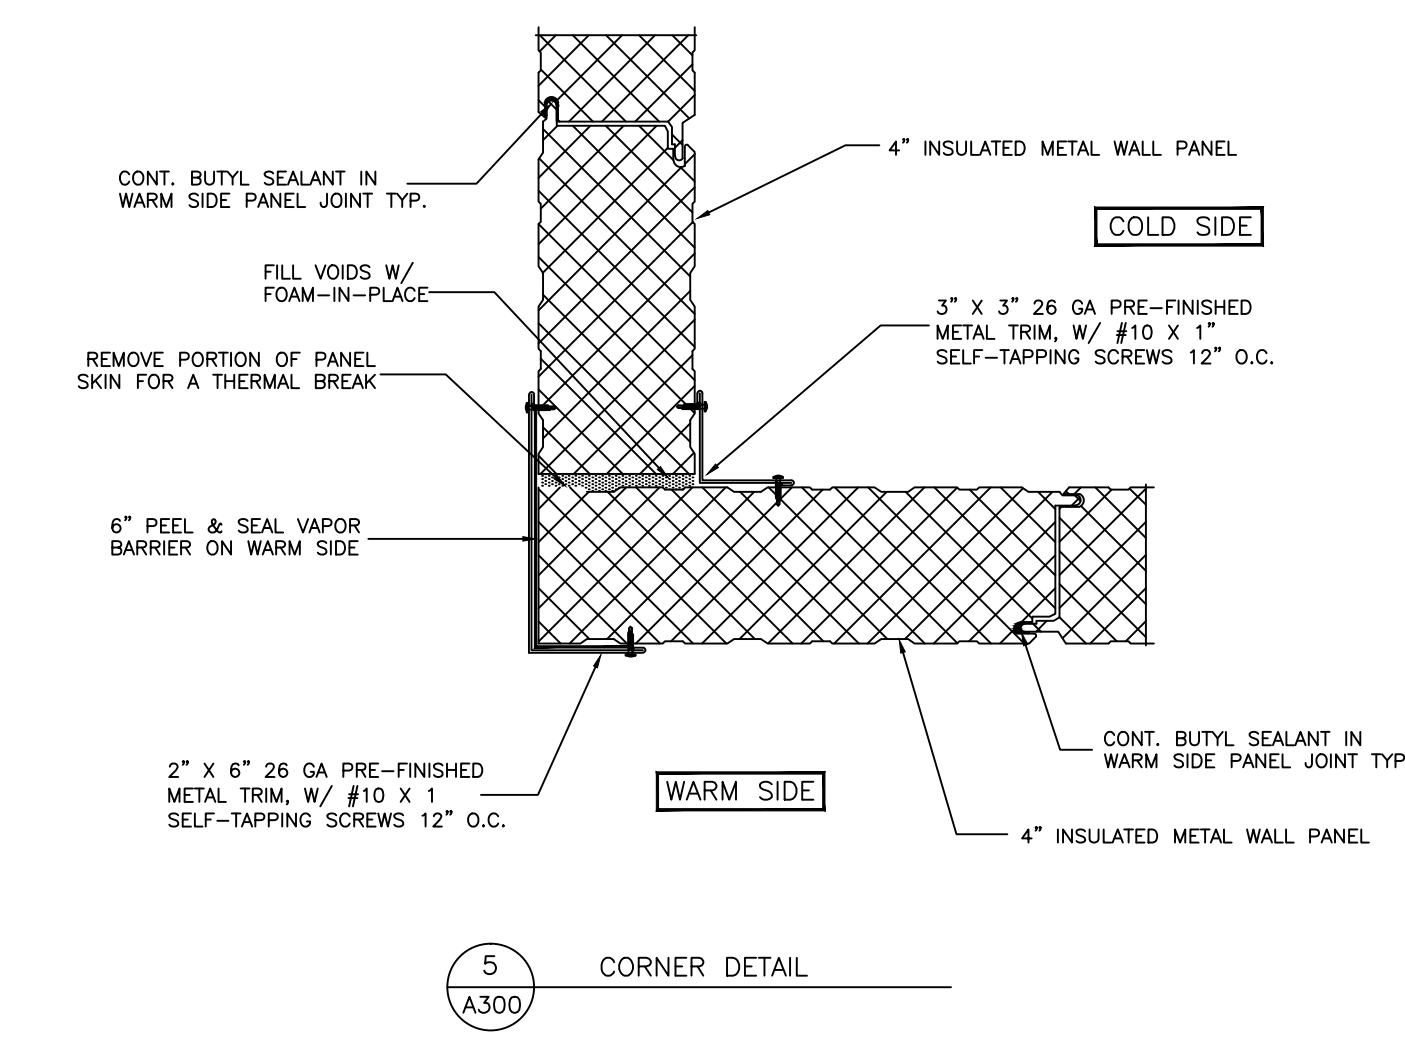 4” INSULATED METAL WALL PANEL
CONT. BUTYL SEALANT IN
WARM SIDE PANEL JOINT TYP.
COLD SIDE
FILL VOIDS W/
FOAM-IN-PLACE
3” X 3” 26 GA PRE-FINISHED
METAL TRIM, W/ #10 X 1”
SELF-TAPPING SCREWS 12” O.C.
REMOVE PORTION OF PANEL
SKIN FOR A THERMAL BREAK
6” PEEL & SEAL VAPOR
BARRIER ON WARM SIDE
CONT. BUTYL SEALANT IN
WARM SIDE PANEL JOINT TYP
2” X 6” 26 GA PRE-FINISHED
METAL TRIM, W/ #10 X 1
SELF-TAPPING SCREWS 12” O.C.
WARM SIDE
4” INSULATED METAL WALL PANEL
5
CORNER DETAIL
A300